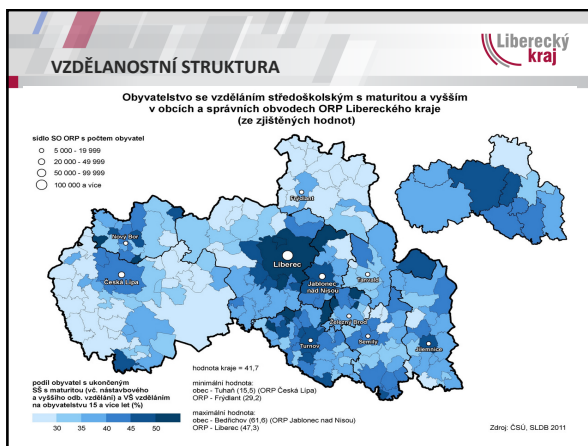 Liberecký
kraj
VZDĚLANOSTNÍ STRUKTURA
Obyvatelstvo se vzděláním středoškolským s maturitou a vyšším
v obcích a správních obvodech ORP Libereckého kraje
(ze zjištěných hodnot)
sídlo SO ORP s počtem obyvatel
5 000 - 19 999
20 000 - 49 999
50 000 - 99 999
100 000 a více
Frýdlant
Nový Bor
Liberec
Česká Lípa
Jablonec
nad Nisou
Tanvald
Železný Brod
Turnov
Semily
Jilemnice
hodnota kraje = 41,7
podíl obyvatel s ukončeným
SŠ s maturitou (vč. nástavbového
a vyššího odb. vzdělání) a VŠ vzděláním
na obyvatelstvu 15 a více let (%)
30 35 40 45 50
minimální hodnota:
obec - Tuháň (15,5) (ORP Česká Lípa)
ORP - Frýdlant (29,2)
maximální hodnota:
obec - Bedřichov (61,6) (ORP Jablonec nad Nisou)
ORP - Liberec (47,3)
Zdroj: ČSÚ, SLDB 2011